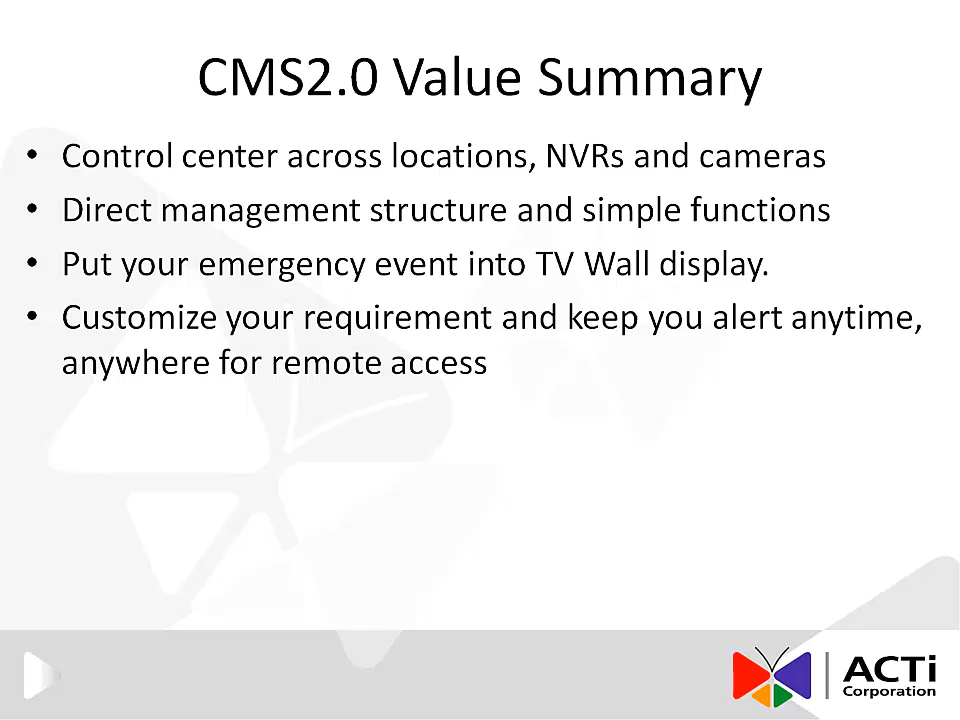 CMS2.0 Value Summary
• Control center across locations, NVRs and cameras
• Direct management structure and simple functions
• Put your emergency event into TV Wall display.
• Customize your requirement and keep you alert anytime,
anywhere for remote access
ACTi
Corporation